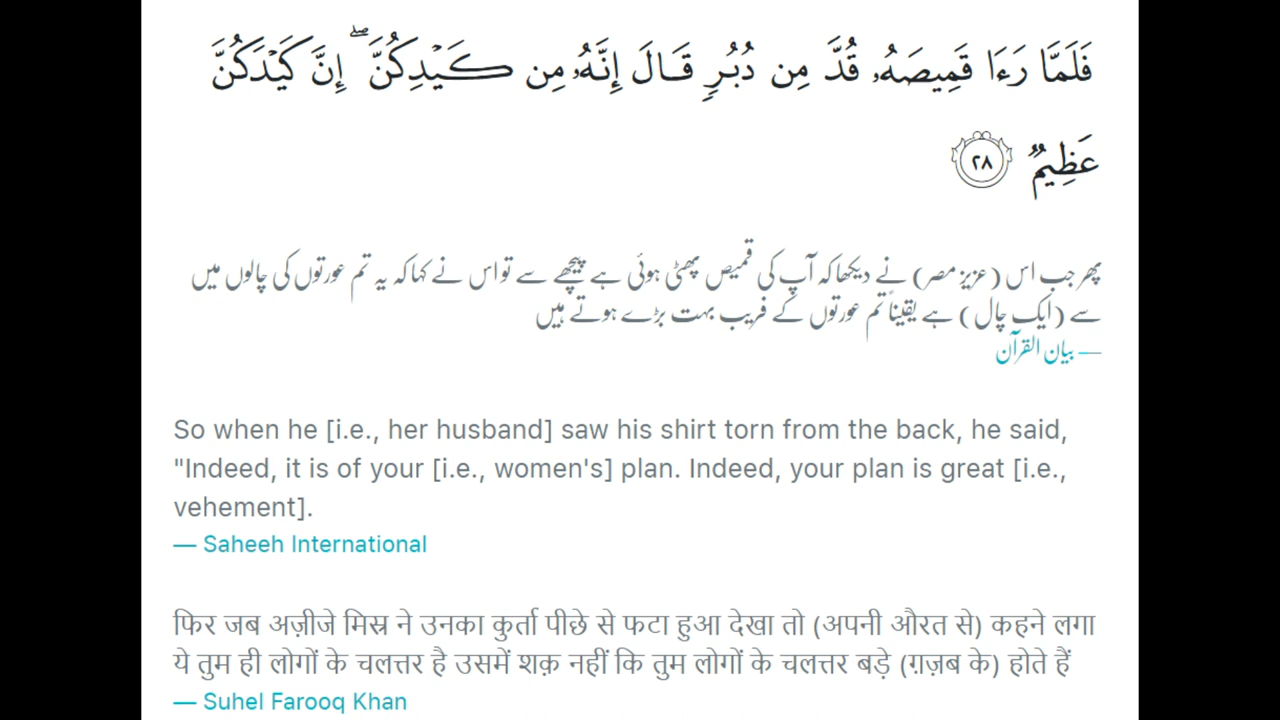 فَلَمَّا رَءَا قَمِيصَهُۥ قُدَّ مِن دُبُرٍۢ قَالَ إِنَّهُۥ مِن كَيْدِكُنَّ ۖ إِنَّ كَيْدَكُنَّ
عَظِيمٌۭ ٢٨
پھر جب اس (عزیز مصر) نے دیکھا کہ آپ کی قمیص پھٹی ہوئی ہے پیچھے سے تو اس نے کہا کہ یہ تم عورتوں کی چالوں میں
سے (ایک چال) ہے یقیناً تم عورتوں کے فریب بہت بڑے ہوتے ہیں
— بیان القرآن
So when he [i.e., her husband] saw his shirt torn from the back, he said,
"Indeed, it is of your [i.e., women's] plan. Indeed, your plan is great [i.e.,
vehement].
— Saheeh International
फिर जब अज़ीजे मिस्र ने उनका कुर्ता पीछे से फटा हुआ देखा तो (अपनी औरत से) कहने लगा
ये तुम ही लोगों के चलत्तर है उसमें शक़ नहीं कि तुम लोगों के चलत्तर बड़े (ग़ज़ब के) होते हैं
— Suhel Farooq Khan